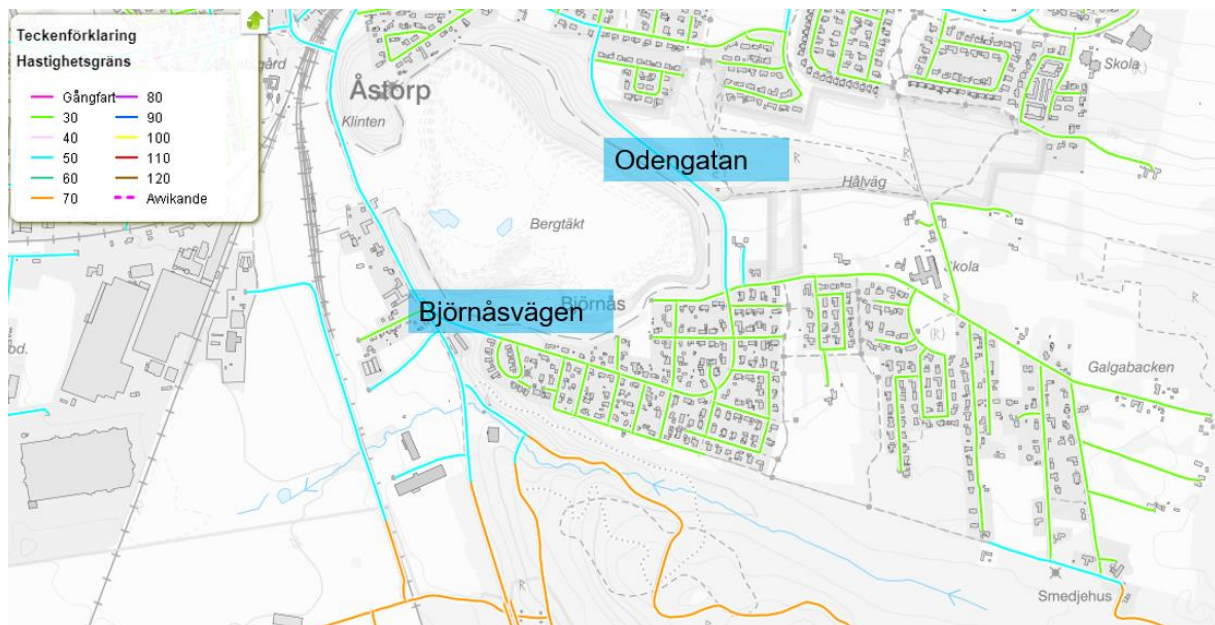 Teckenförklaring
Hastighetsgräns
Gångfart 80
30 90
40 100
50 110
60 120
70 Avvikande
Åstorp
Klinten
Skola
(R)
Odengatan
R
R
Hålväg
Bergtäkt
Skola
R
Björnås
Björnåsvägen
(R)
od.
Galgabacken
R
Smedjehus